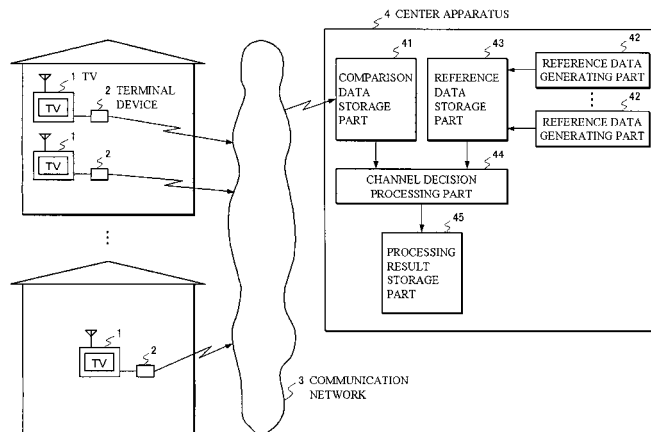 4 CENTER APPARATUS
41
43
42
1 TV
TV
2 TERMINAL
DEVICE
COMPARISON
DATA
STORAGE
PART
REFERENCE
DATA
STORAGE
PART
REFERENCE DATA
GENERATING PART
42
REFERENCE DATA
GENERATING PART
1
TV
2
44
CHANNEL DECISION
PROCESSING PART
45
PROCESSING
RESULT
STORAGE
PART
1
TV
2
3 COMMUNICATION
NETWORK